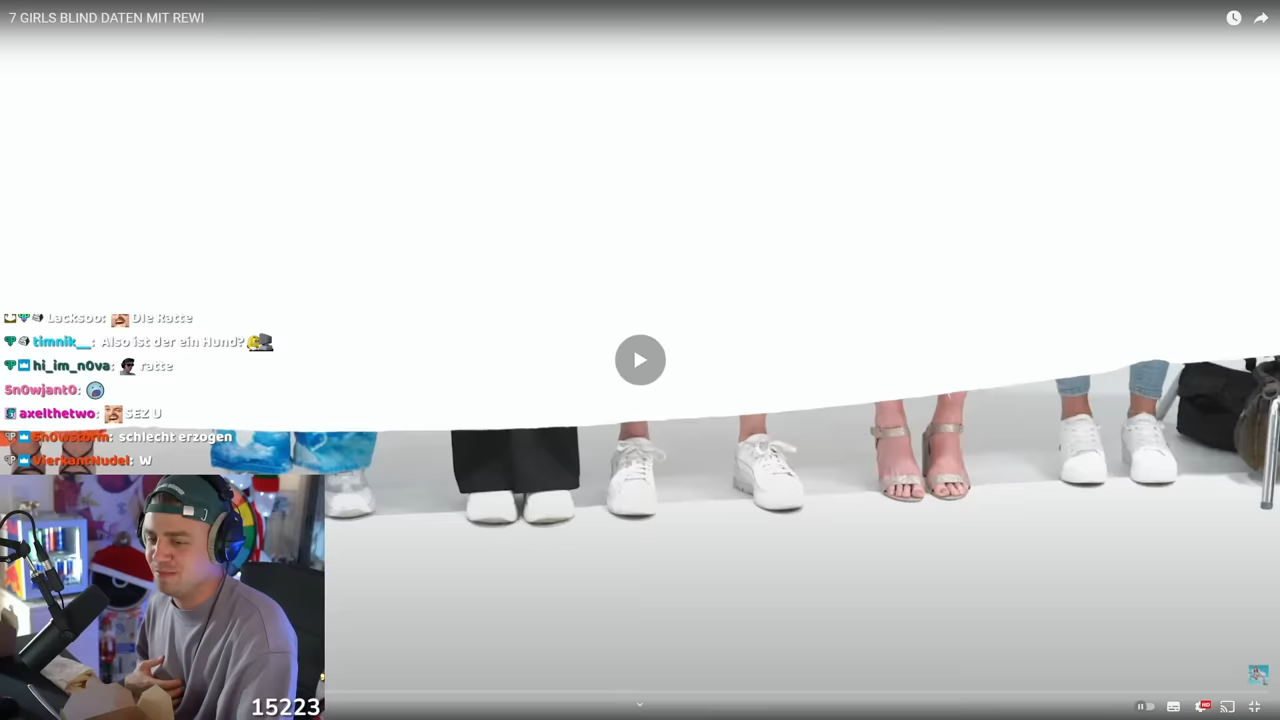 7 GIRLS BLIND DATEN MIT REWI
Lacksoo: DIe Ratte
timnik__: Also ist der ein Hund?
hi_im_n0va: ratte
Sn0wjant0:
axelthetwo: SEZ U
Sn0wstorm: schlecht erzogen
VierkantNudel: W
15223
HD